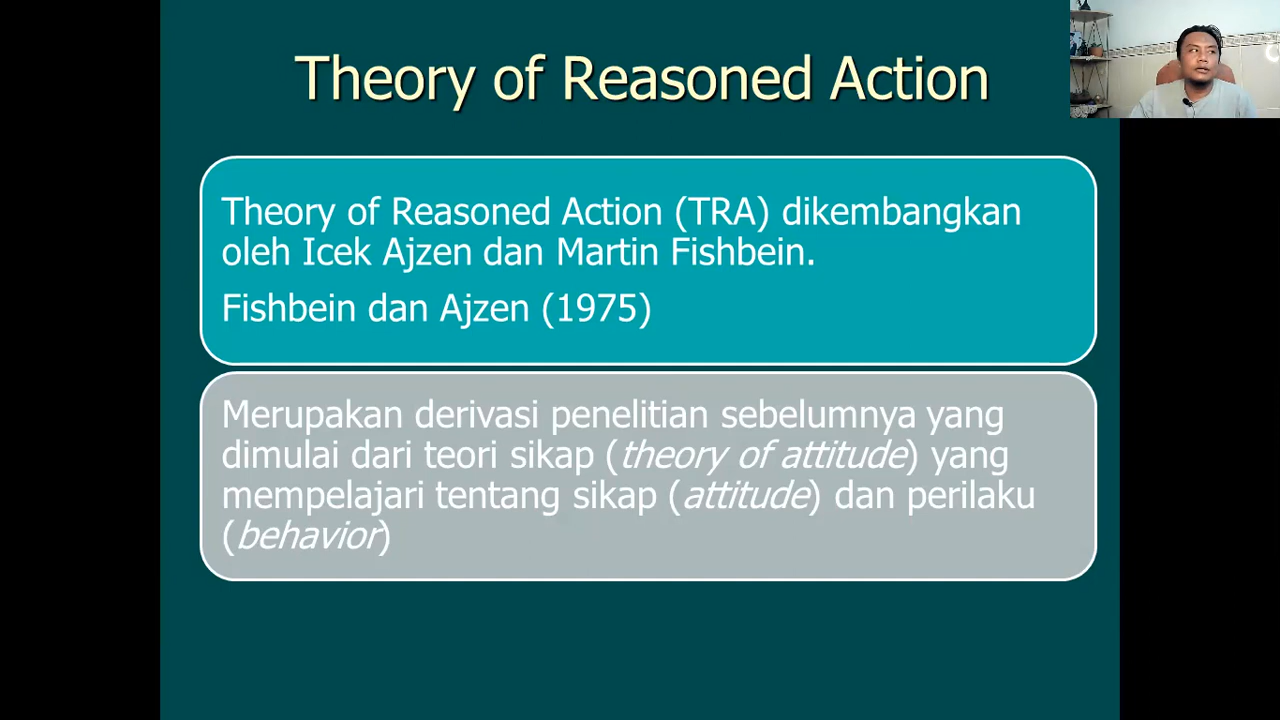 Theory of Reasoned Action
Theory of Reasoned Action (TRA) dikembangkan
oleh Icek Ajzen dan Martin Fishbein.
Fishbein dan Ajzen (1975)
Merupakan derivasi penelitian sebelumnya yang
dimulai dari teori sikap (theory of attitude) yang
mempelajari tentang sikap (attitude) dan perilaku
(behavior)